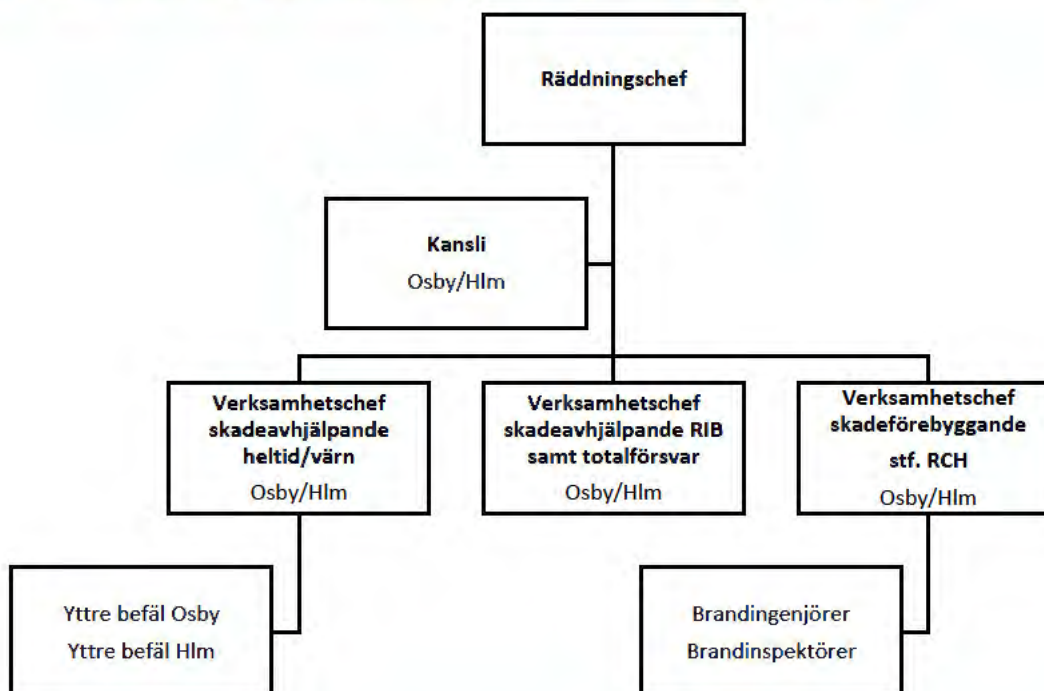 Räddningschef
Kansli
Osby/Hlm
Verksamhetschef
skadeavhjälpande
heltid/värn
Osby/Hlm
Verksamhetschef
skadeavhjälpande RIB
samt totalförsvar
Osby/Hlm
Verksamhetschef
skadeförebyggande
stf. RCH
Osby/Hlm
Yttre befäl Osby
Yttre befäl Hlm
Brandingenjörer
Brandinspektörer